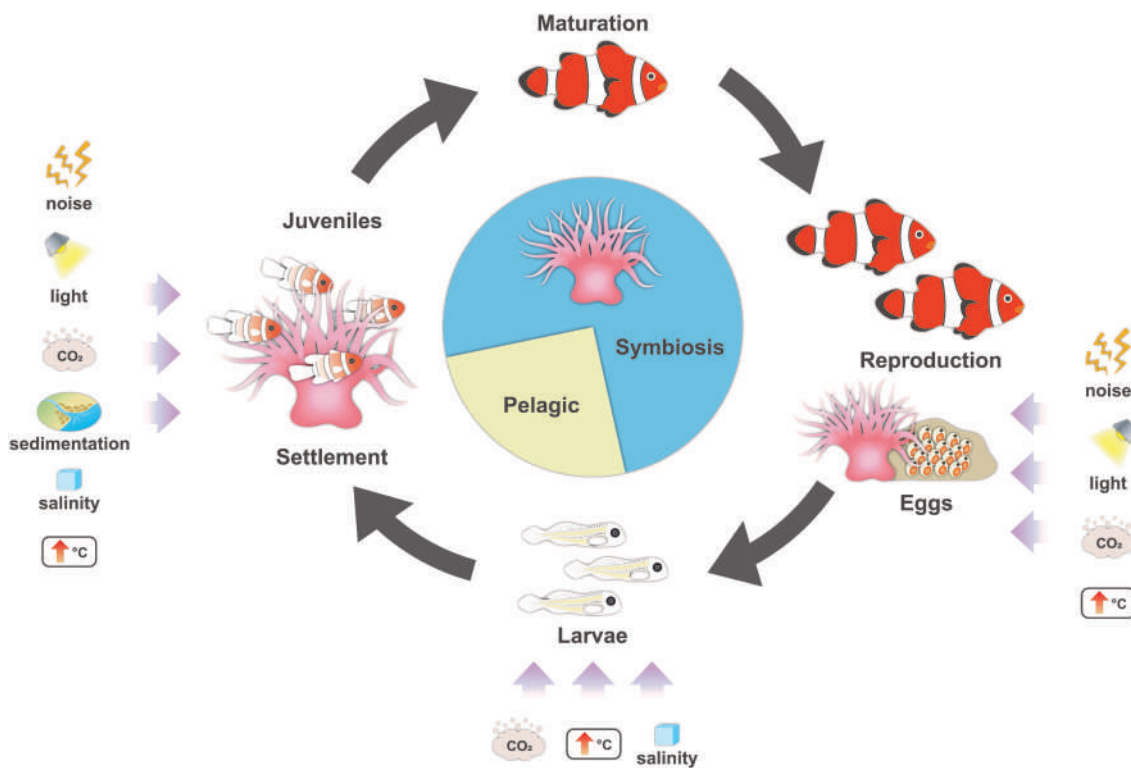 Maturation
noise
Juveniles
light
CO₂
Symbiosis
Reproduction
noise
Pelagic
sedimentation
Settlement
light
salinity
Eggs
CO₂
°C
°C
Larvae
CO₂
°C
salinity